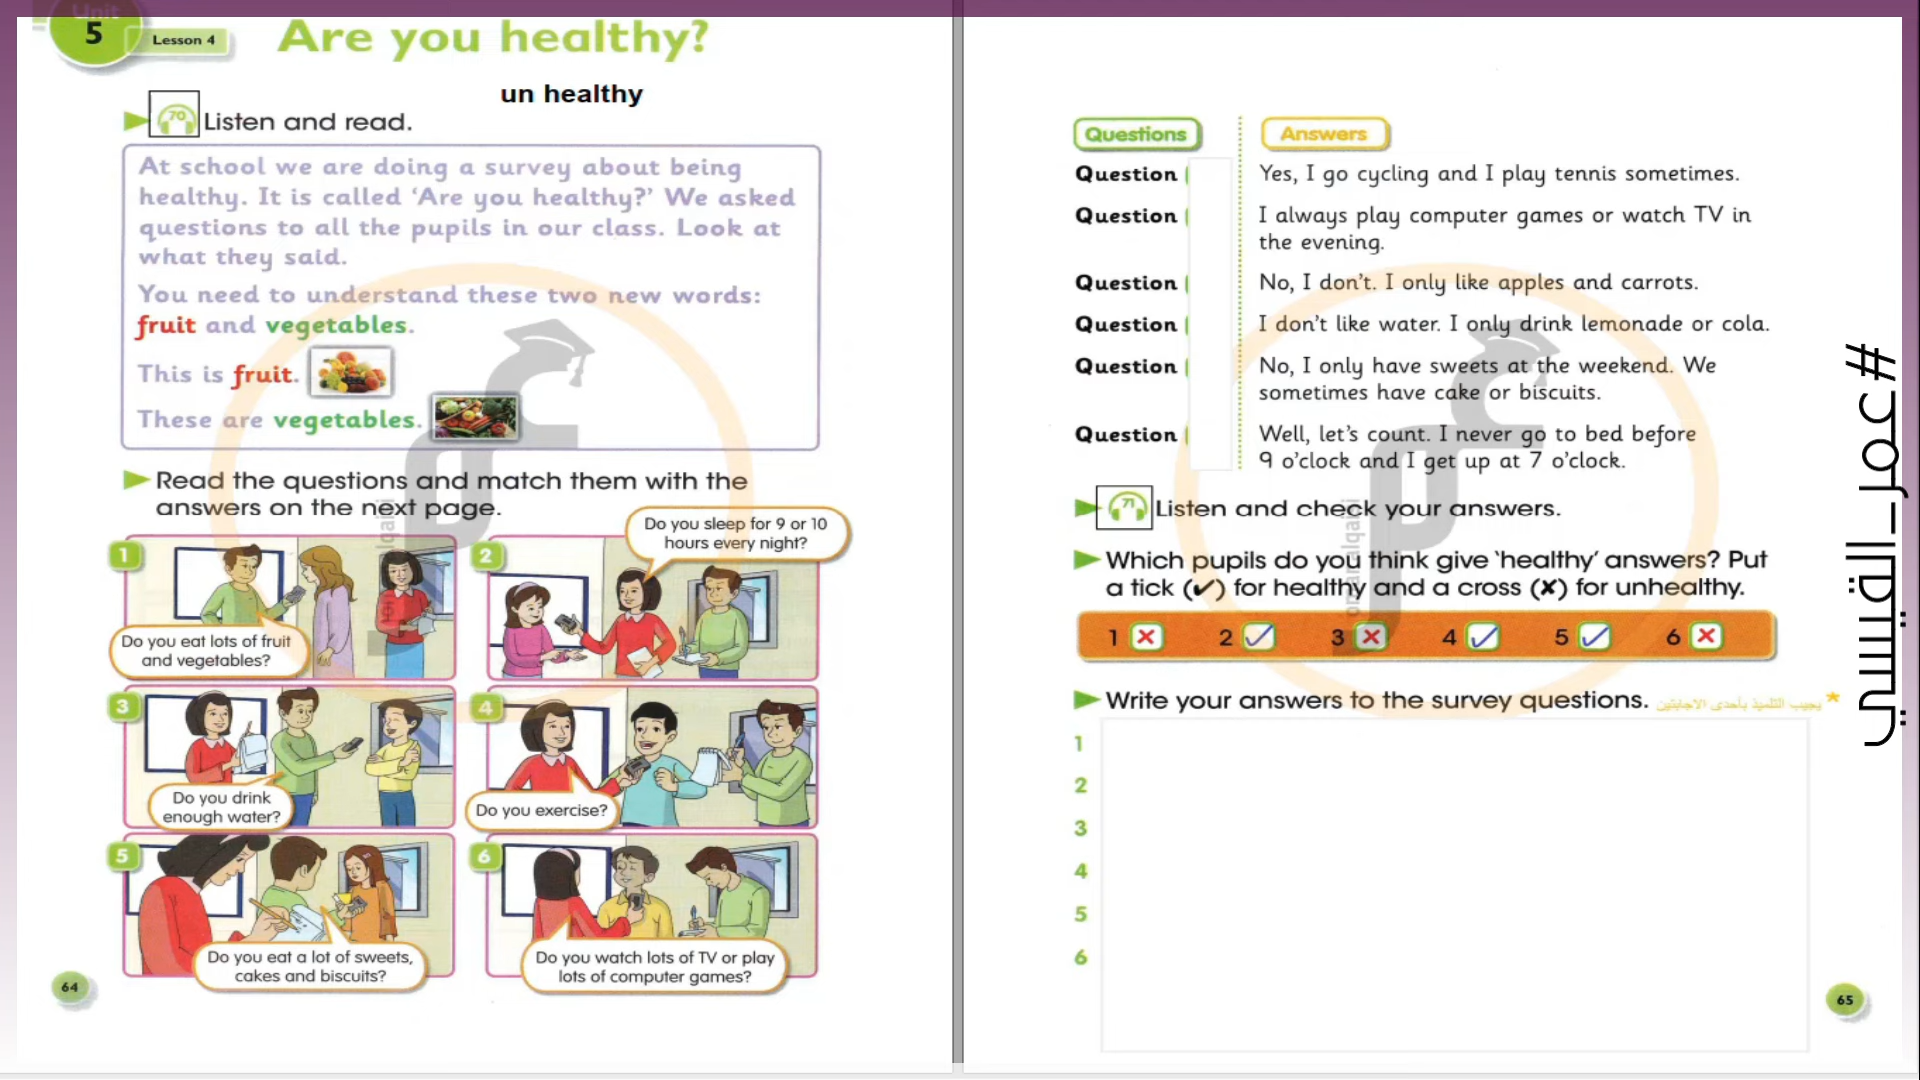 Unit
5
Lesson 4
Are you healthy?
un healthy
70
Listen and read.
At school we are doing a survey about being
healthy. It is called ‘Are you healthy?’ We asked
questions to all the pupils in our class. Look at
what they said.
You need to understand these two new words:
fruit and vegetables.
This is fruit.
These are vegetables.
Read the questions and match them with the
answers on the next page.
1
Do you eat lots of fruit
and vegetables?
2
Do you sleep for 9 or 10
hours every night?
3
Do you drink
enough water?
4
Do you exercise?
5
Do you eat a lot of sweets,
cakes and biscuits?
6
Do you watch lots of TV or play
lots of computer games?
64
Questions
Answers
Question
Yes, I go cycling and I play tennis sometimes.
Question
I always play computer games or watch TV in
the evening.
Question
No, I don’t. I only like apples and carrots.
Question
I don’t like water. I only drink lemonade or cola.
Question
No, I only have sweets at the weekend. We
sometimes have cake or biscuits.
Question
Well, let’s count. I never go to bed before
9 o’clock and I get up at 7 o’clock.
71
Listen and check your answers.
Which pupils do you think give ‘healthy’ answers? Put
a tick (✔) for healthy and a cross (✘) for unhealthy.
1 ✘ 2 ✓ 3 ✘ 4 ✓ 5 ✓ 6 ✘
Write your answers to the survey questions.
* يجيب التلميذ بأحدى الاجابتين
1
2
3
4
5
6
65
#عمر_القيسي